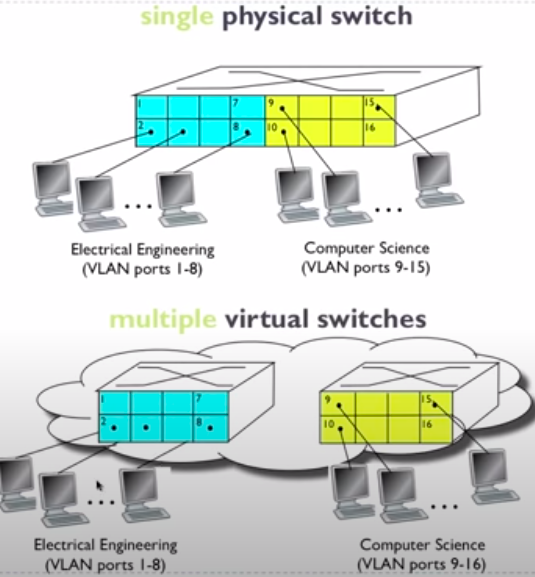 single physical switch
1 7 9 15
2 8 10 16
...
...
Electrical Engineering
(VLAN ports 1-8)
Computer Science
(VLAN ports 9-15)
multiple virtual switches
1 7
2 8
9 15
10 16
...
...
Electrical Engineering
(VLAN ports 1-8)
Computer Science
(VLAN ports 9-16)